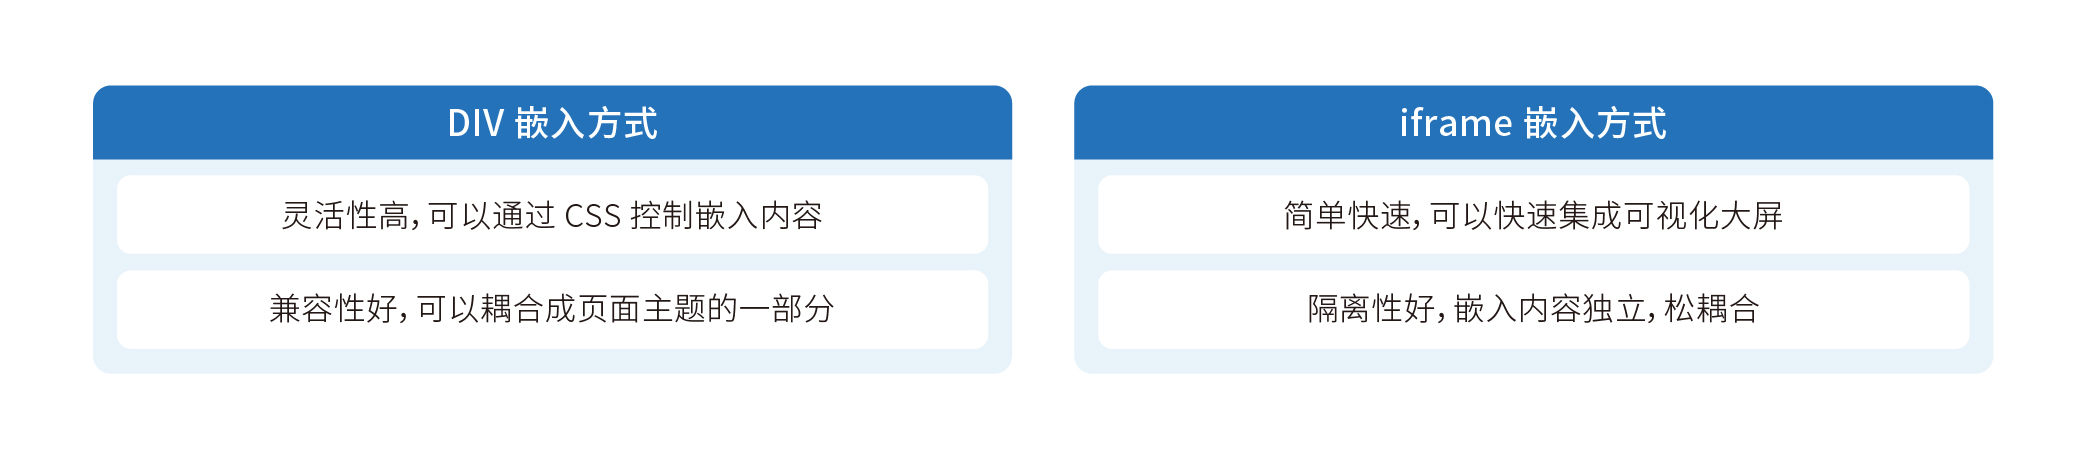 DIV 嵌入方式
灵活性高，可以通过 CSS 控制嵌入内容
兼容性好，可以耦合成页面主题的一部分
iframe 嵌入方式
简单快速，可以快速集成可视化大屏
隔离性好，嵌入内容独立，松耦合